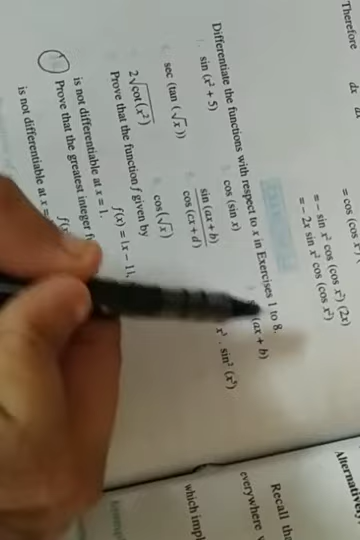 Therefore
dx
= cos (cos x²)
= – sin x² cos (cos x²) (2x)
= – 2x sin x² cos (cos x²)
Differentiate the functions with respect to x in Exercises 1 to 8.
1. sin (x² + 5)
cos (sin x)
(ax + b)
sec (tan (√x))
sin (ax + b)
cos (cx + d)
x³ . sin² (x⁵)
2√cot(x²)
cos(√x)
Prove that the function f given by
f(x) = |x – 1|,
is not differentiable at x = 1.
Prove that the greatest integer
is not differentiable at x =
Alternatively,
Recall
everywhere
which